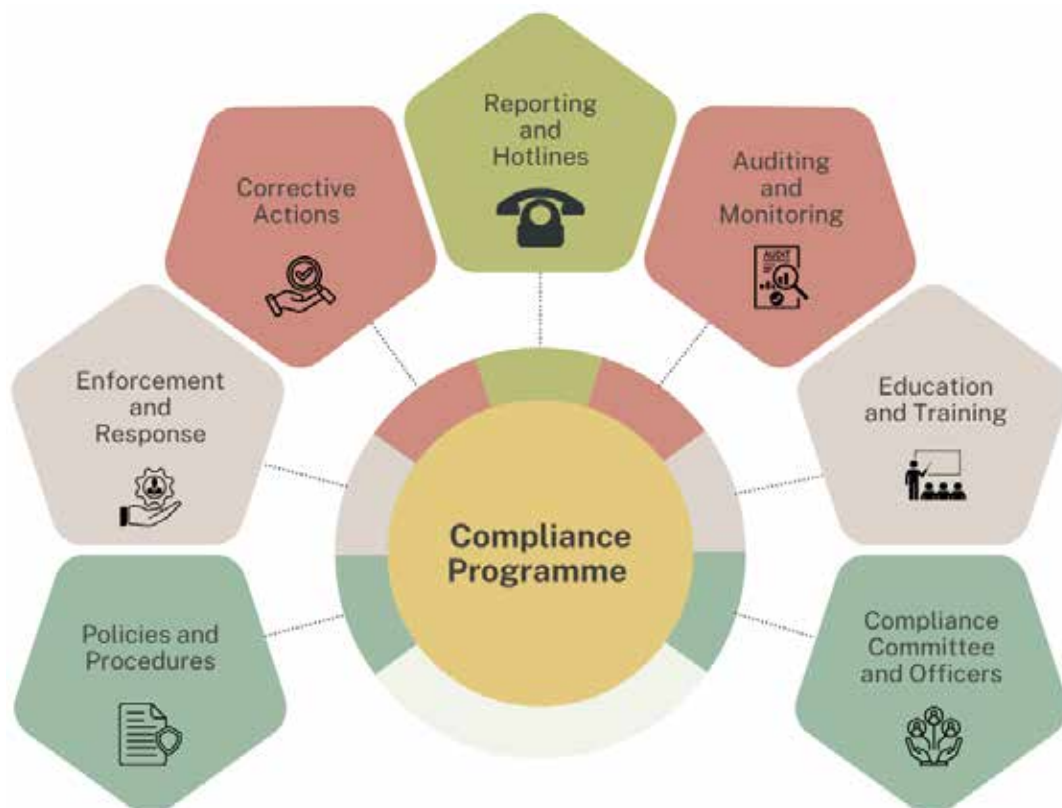 Reporting
and
Hotlines
Corrective
Actions
Auditing
and
Monitoring
AUDIT
Enforcement
and
Response
Education
and Training
Compliance
Programme
Policies and
Procedures
Compliance
Committee
and Officers